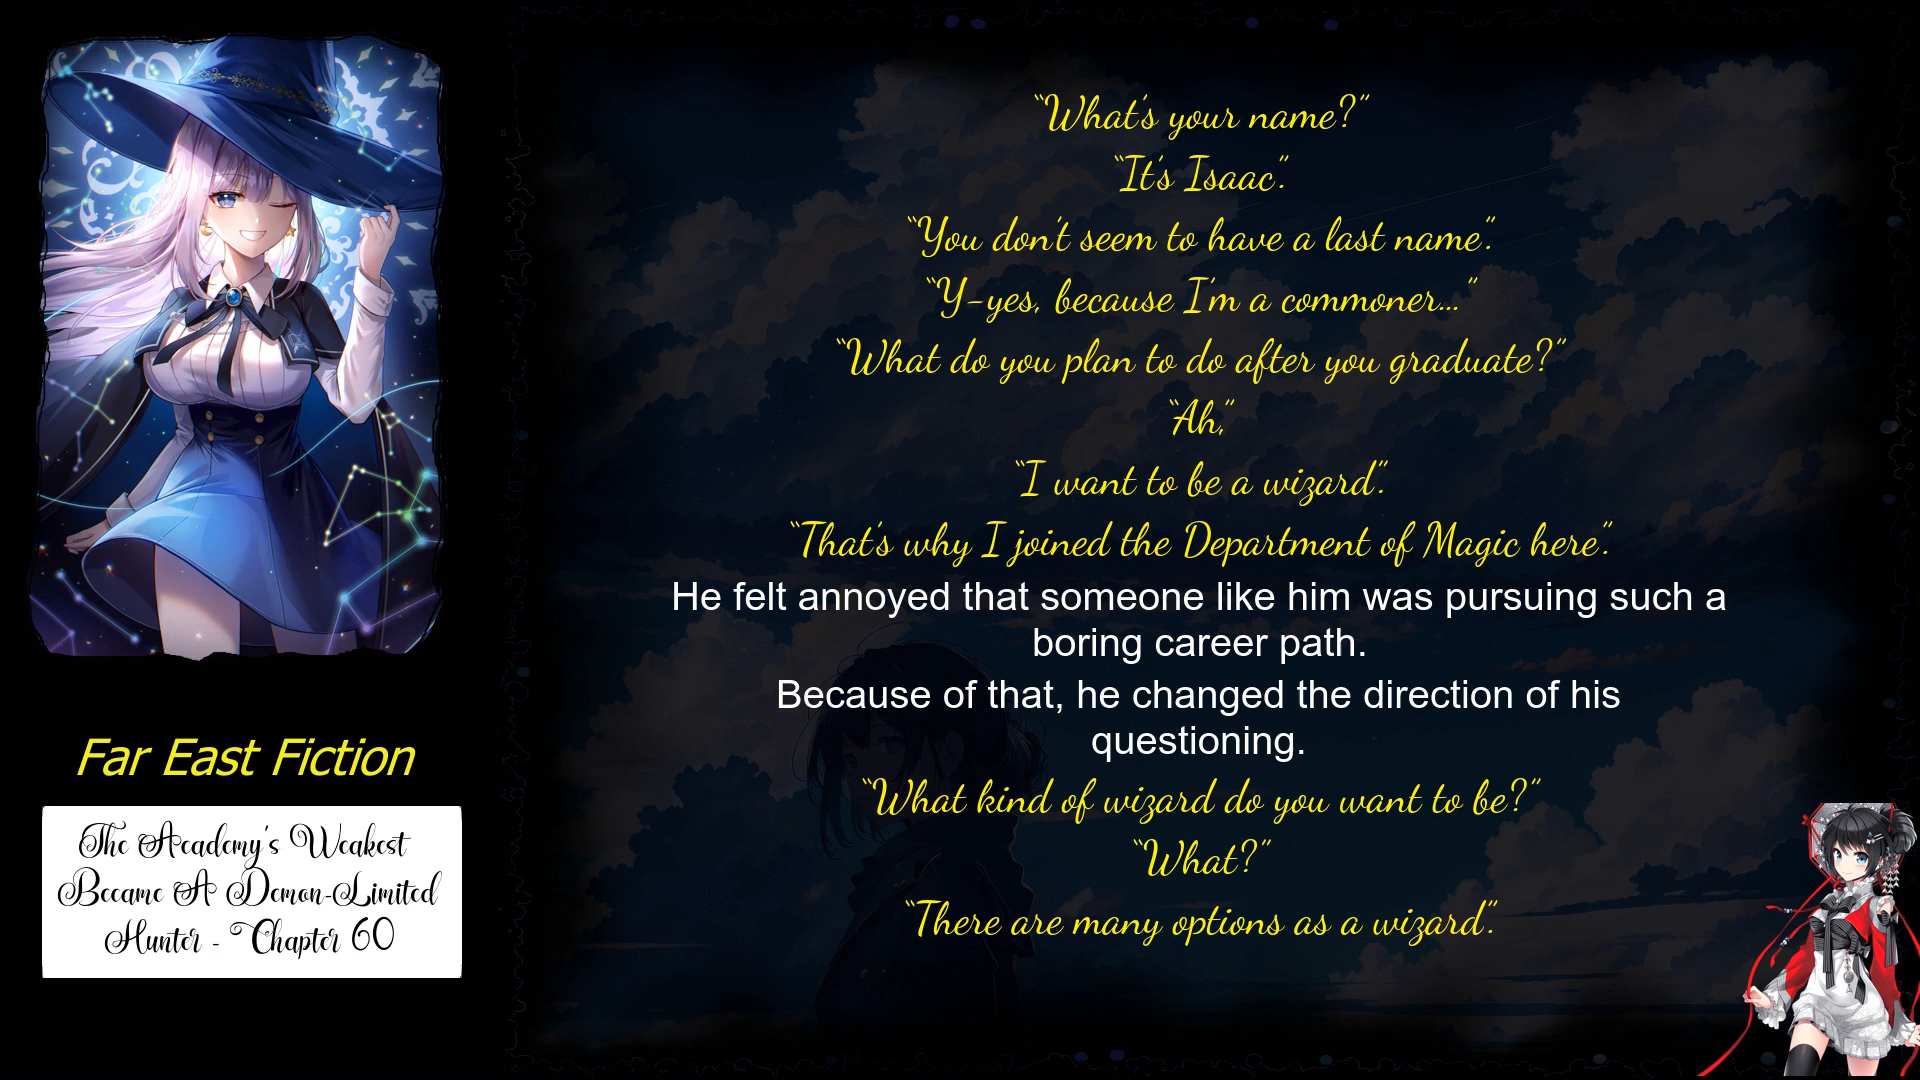 “What’s your name?”
“It’s Isaac”.
“You don’t seem to have a last name”.
“Y-yes, because I’m a commoner...”
“What do you plan to do after you graduate?”
“Ah,”
“I want to be a wizard”.
“That’s why I joined the Department of Magic here”.
He felt annoyed that someone like him was pursuing such a
boring career path.
Because of that, he changed the direction of his
questioning.
“What kind of wizard do you want to be?”
“What?”
“There are many options as a wizard”.
Far East Fiction
The Academy's Weakest
Became A Demon-Limited
Hunter - Chapter 60